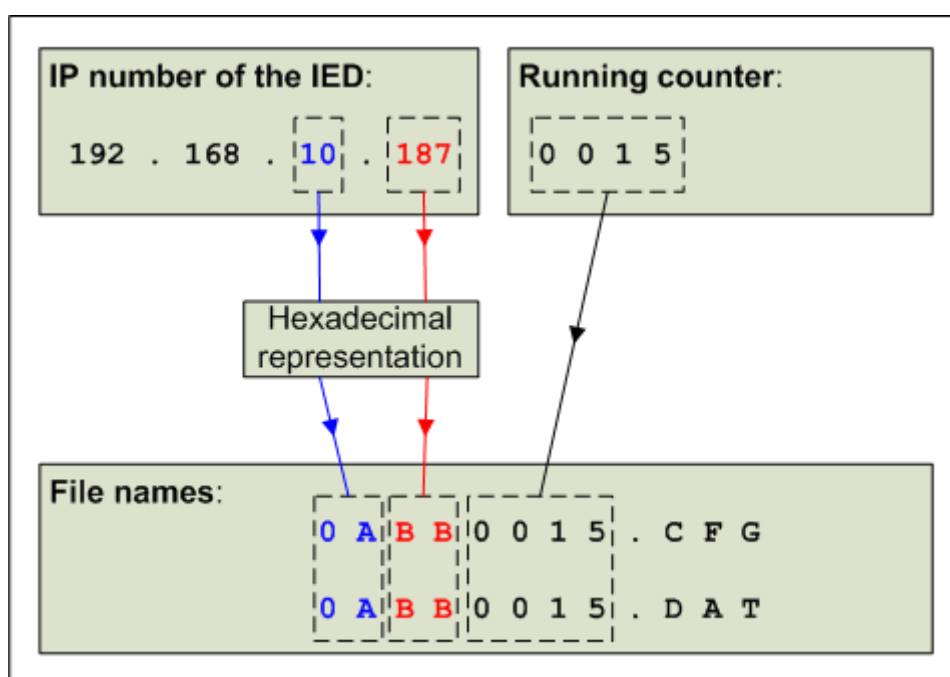 IP number of the IED:
192 . 168 . 10 . 187
Running counter:
0 0 1 5
Hexadecimal
representation
File names:
0 A B B 0 0 1 5 . C F G
0 A B B 0 0 1 5 . D A T